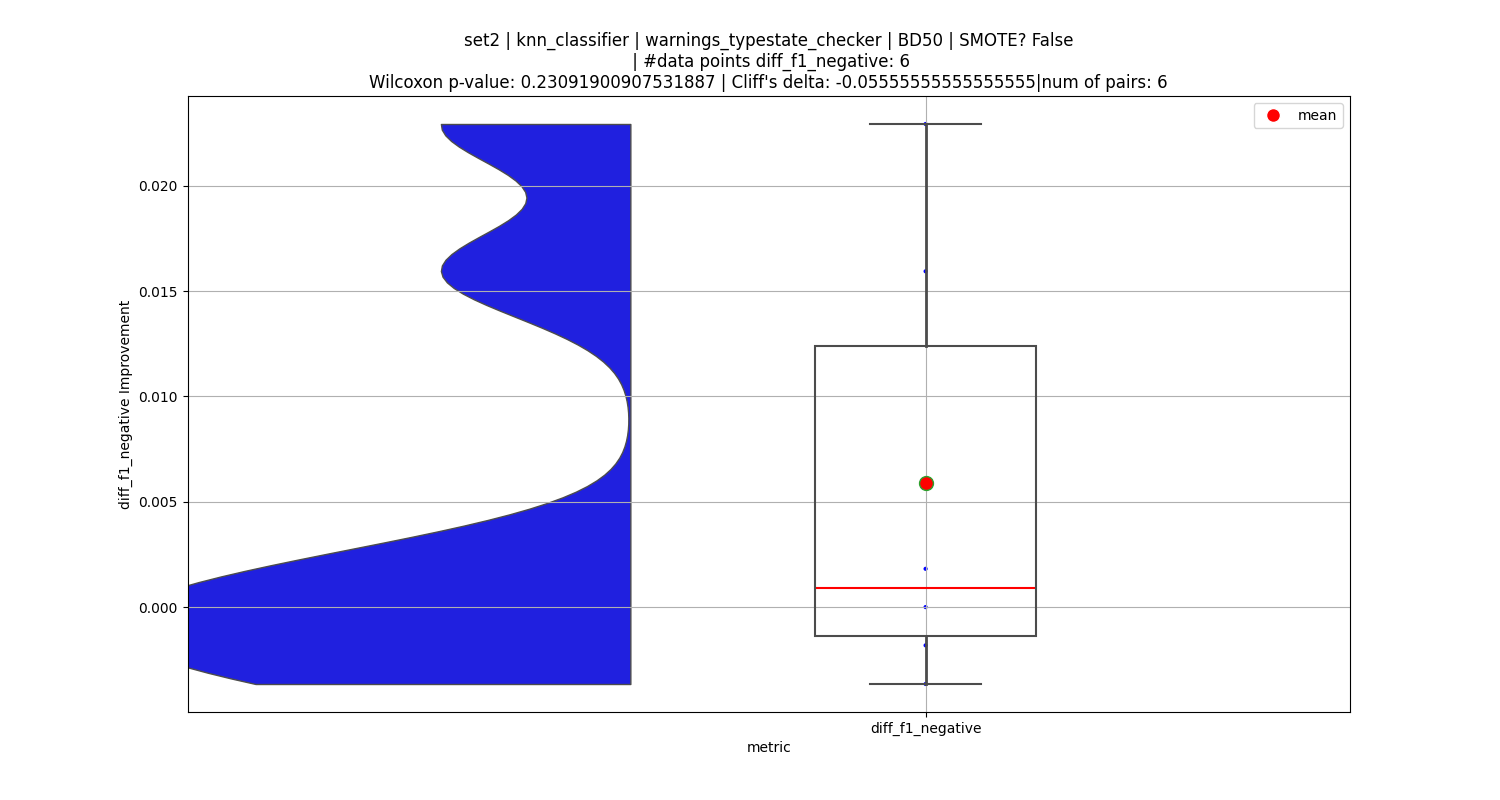 set2 | knn_classifier | warnings_typestate_checker | BD50 | SMOTE? False
| #data points diff_f1_negative: 6
Wilcoxon p-value: 0.23091900907531887 | Cliff's delta: -0.05555555555555555|num of pairs: 6
mean
0.020
0.015
0.010
0.005
0.000
diff_f1_negative Improvement
diff_f1_negative
metric